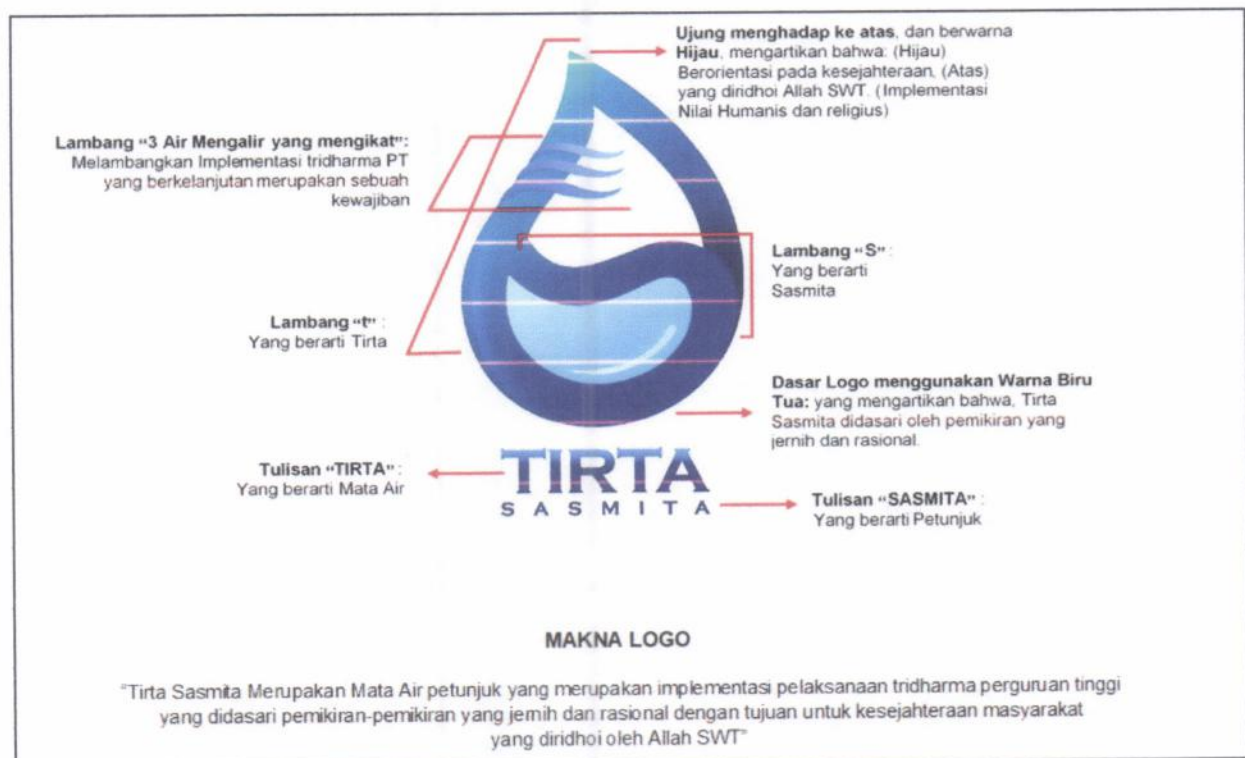 Ujung menghadap ke atas, dan berwarna
Hijau, mengartikan bahwa: (Hijau)
Berorientasi pada kesejahteraan, (Atas)
yang diridhoi Allah SWT. (Implementasi
Nilai Humanis dan religius)
Lambang "3 Air Mengalir yang mengikat":
Melambangkan Implementasi tridharma PT
yang berkelanjutan merupakan sebuah
kewajiban
Lambang "S" :
Yang berarti
Sasmita
Lambang "t" :
Yang berarti Tirta
Dasar Logo menggunakan Warna Biru
Tua: yang mengartikan bahwa, Tirta
Sasmita didasari oleh pemikiran yang
jernih dan rasional.
Tulisan "TIRTA" :
Yang berarti Mata Air
TIRTA
SASMITA
Tulisan "SASMITA" :
Yang berarti Petunjuk
MAKNA LOGO
"Tirta Sasmita Merupakan Mata Air petunjuk yang merupakan implementasi pelaksanaan tridharma perguruan tinggi
yang didasari pemikiran-pemikiran yang jernih dan rasional dengan tujuan untuk kesejahteraan masyarakat
yang diridhoi oleh Allah SWT"